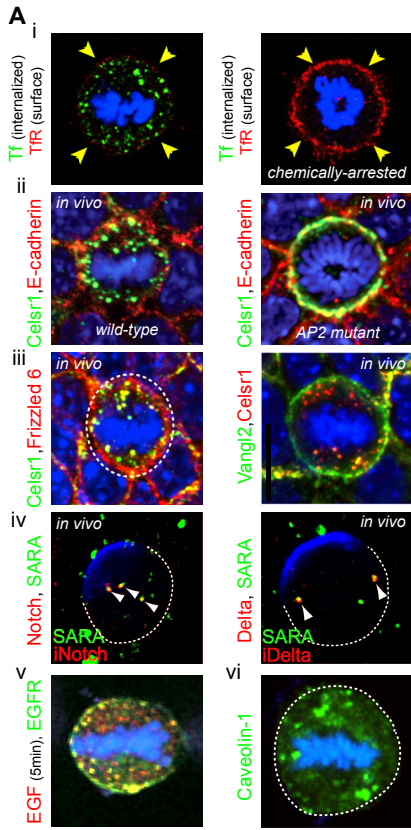 A
i
Tf (internalized)
TfR (surface)
Tf (internalized)
TfR (surface)
chemically-arrested
ii
Celsr1, E-cadherin
in vivo
wild-type
Celsr1, E-cadherin
in vivo
AP2 mutant
iii
Celsr1, Frizzled 6
in vivo
Vangl2, Celsr1
in vivo
iv
Notch, SARA
in vivo
SARA
iNotch
Delta, SARA
in vivo
SARA
iDelta
v
EGF (5min), EGFR
vi
Caveolin-1